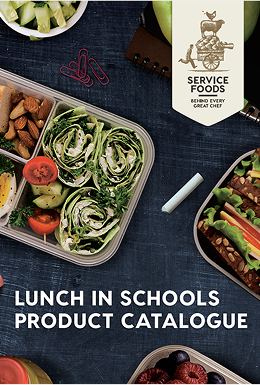 SERVICE
FOODS
BEHIND EVERY
GREAT CHEF
LUNCH IN SCHOOLS
PRODUCT CATALOGUE